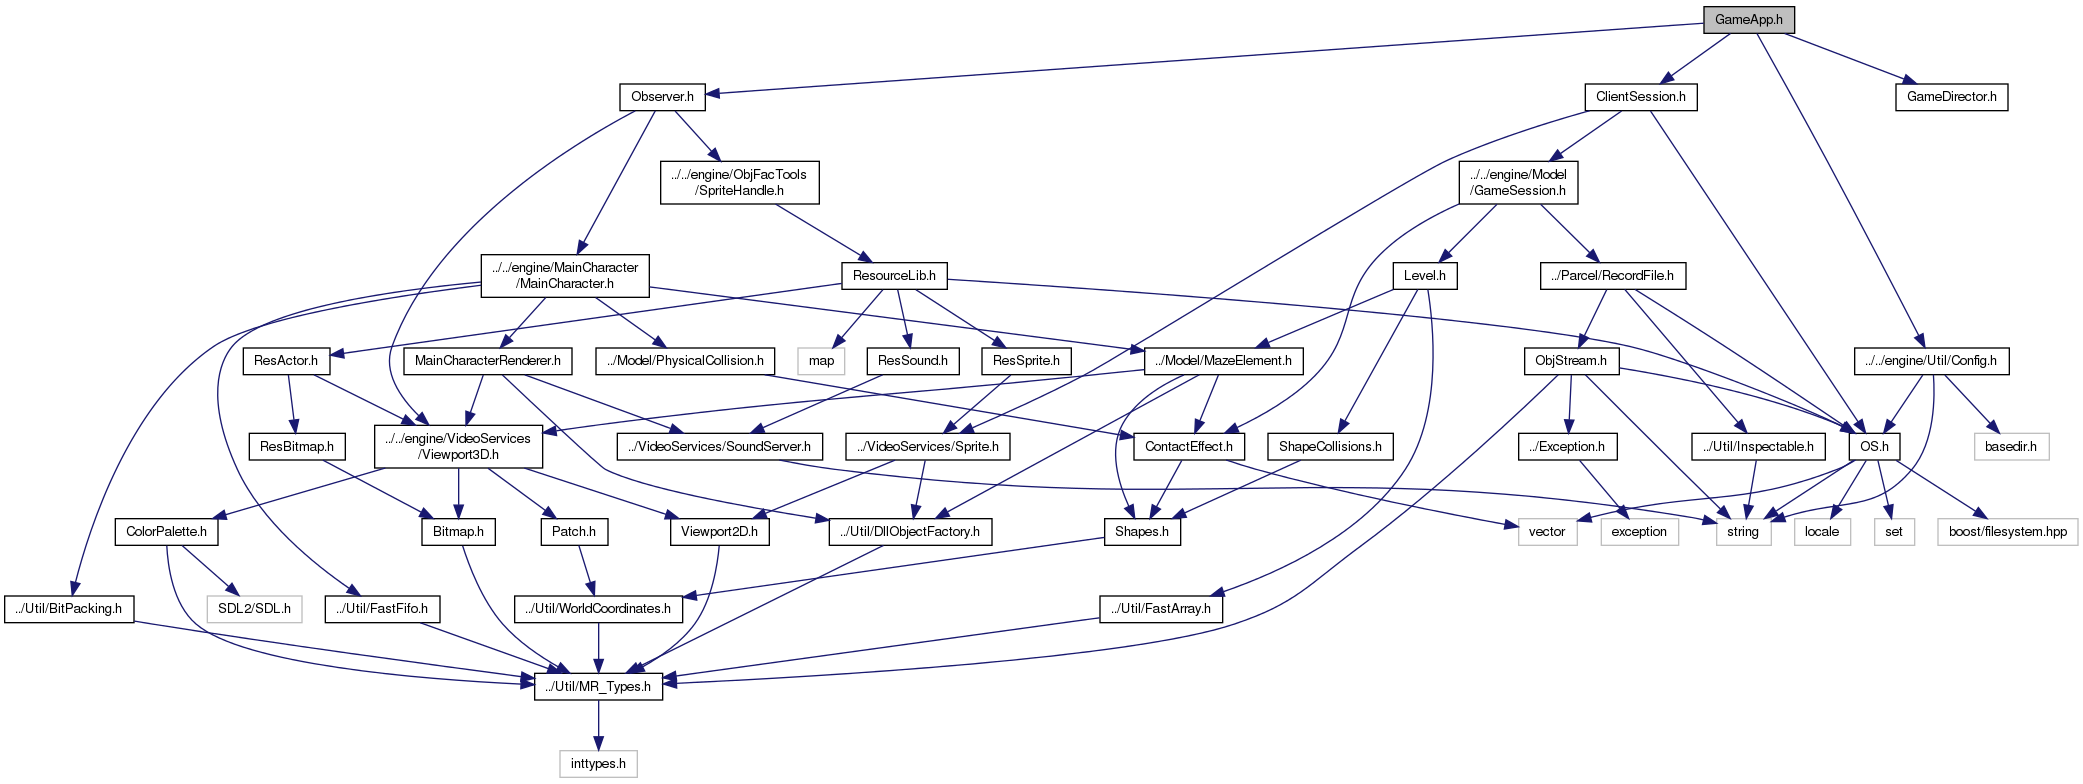 GameApp.h
Observer.h
ClientSession.h
GameDirector.h
../../engine/ObjFacTools
/SpriteHandle.h
../../engine/Model
/GameSession.h
../../engine/MainCharacter
/MainCharacter.h
ResourceLib.h
Level.h
../Parcel/RecordFile.h
ResActor.h
MainCharacterRenderer.h
../Model/PhysicalCollision.h
map
ResSound.h
ResSprite.h
../Model/MazeElement.h
ObjStream.h
../../engine/Util/Config.h
ResBitmap.h
../../engine/VideoServices
/Viewport3D.h
../VideoServices/SoundServer.h
../VideoServices/Sprite.h
ContactEffect.h
ShapeCollisions.h
../Exception.h
../Util/Inspectable.h
OS.h
basedir.h
ColorPalette.h
Bitmap.h
Patch.h
Viewport2D.h
../Util/DllObjectFactory.h
Shapes.h
vector
exception
string
locale
set
boost/filesystem.hpp
../Util/BitPacking.h
SDL2/SDL.h
../Util/FastFifo.h
../Util/WorldCoordinates.h
../Util/FastArray.h
../Util/MR_Types.h
inttypes.h